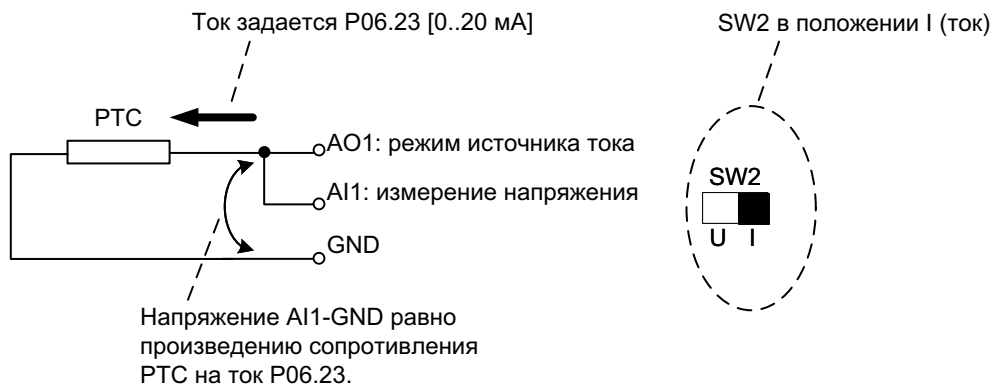 Ток задается P06.23 [0..20 мА]
SW2 в положении I (ток)
PTC
AO1: режим источника тока
AI1: измерение напряжения
GND
SW2
U I
Напряжение AI1-GND равно
произведению сопротивления
PTC на ток P06.23.